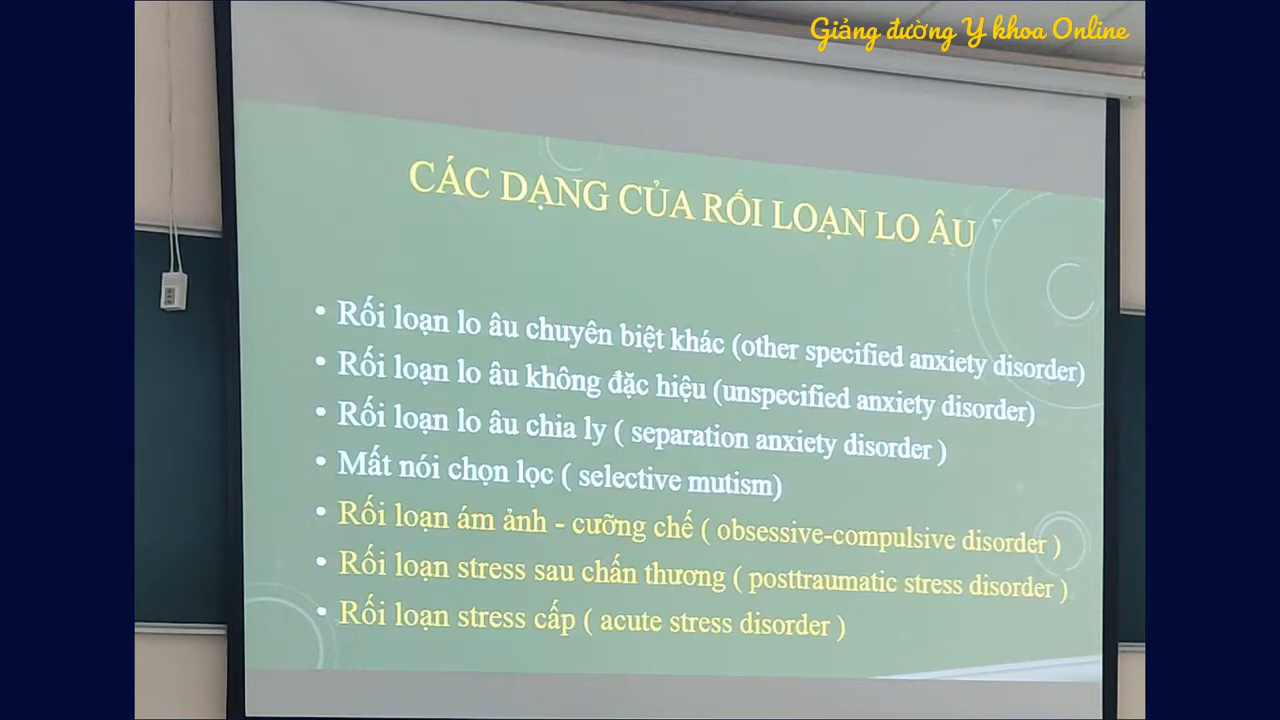 Giảng đường Y khoa Online
CÁC DẠNG CỦA RỐI LOẠN LO ÂU
• Rối loạn lo âu chuyên biệt khác (other specified anxiety disorder)
• Rối loạn lo âu không đặc hiệu (unspecified anxiety disorder)
• Rối loạn lo âu chia ly ( separation anxiety disorder )
• Mất nói chọn lọc ( selective mutism)
• Rối loạn ám ảnh - cưỡng chế ( obsessive-compulsive disorder )
• Rối loạn stress sau chấn thương ( posttraumatic stress disorder )
• Rối loạn stress cấp ( acute stress disorder )